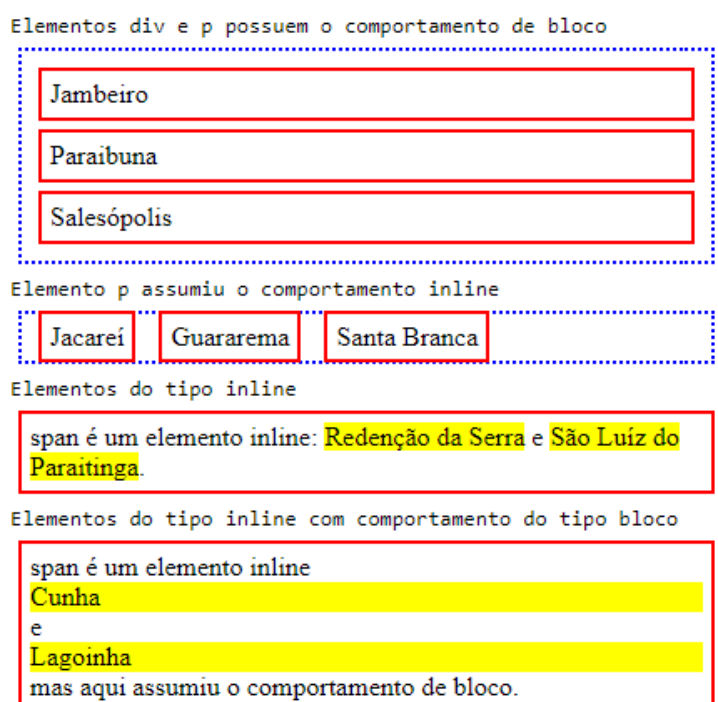 Elementos div e p possuem o comportamento de bloco
Jambeiro
Paraibuna
Salesópolis
Elemento p assumiu o comportamento inline
Jacareí Guararema Santa Branca
Elementos do tipo inline
span é um elemento inline: Redenção da Serra e São Luíz do
Paraitinga.
Elementos do tipo inline com comportamento do tipo bloco
span é um elemento inline
Cunha
e
Lagoinha
mas aqui assumiu o comportamento de bloco.